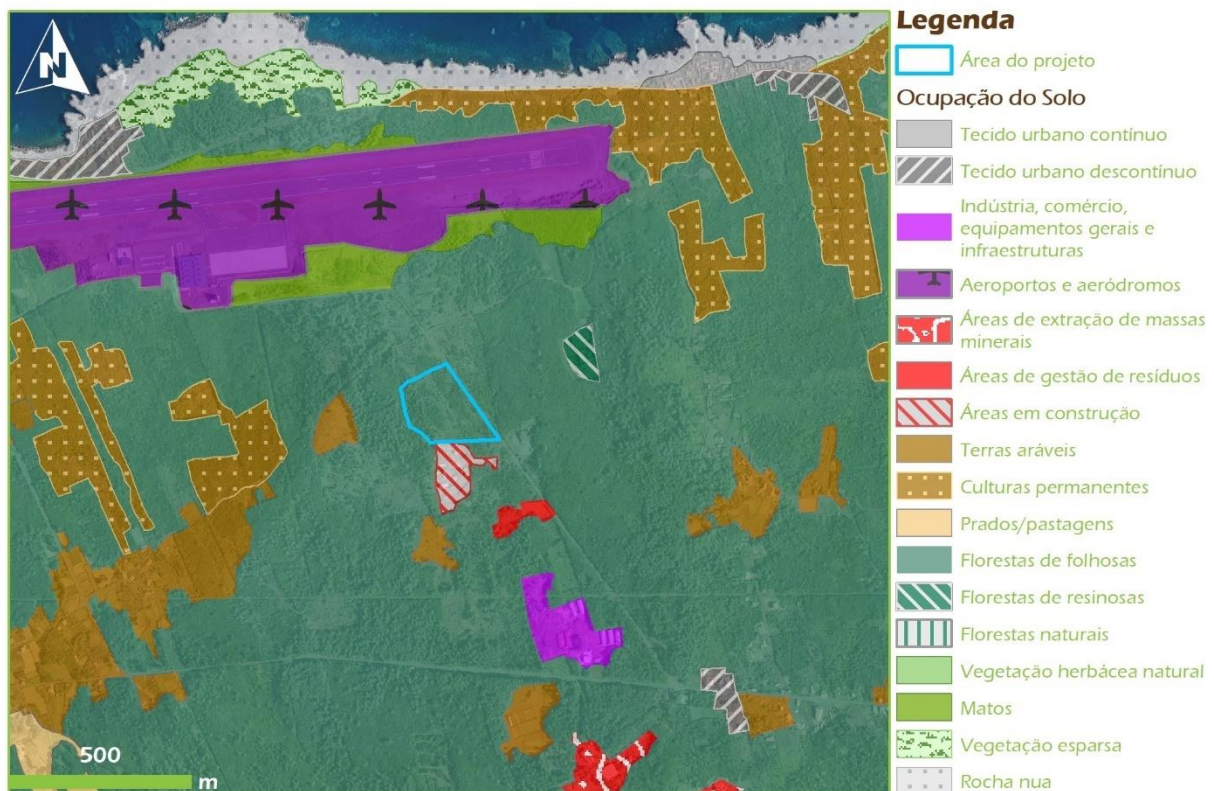 N
Legenda
Área do projeto
Ocupação do Solo
Tecido urbano contínuo
Tecido urbano descontínuo
Indústria, comércio,
equipamentos gerais e
infraestruturas
Aeroportos e aeródromos
Áreas de extração de massas
minerais
Áreas de gestão de resíduos
Áreas em construção
Terras aráveis
Culturas permanentes
Prados/pastagens
Florestas de folhosas
Florestas de resinosas
Florestas naturais
Vegetação herbácea natural
Matos
Vegetação esparsa
Rocha nua
500
m